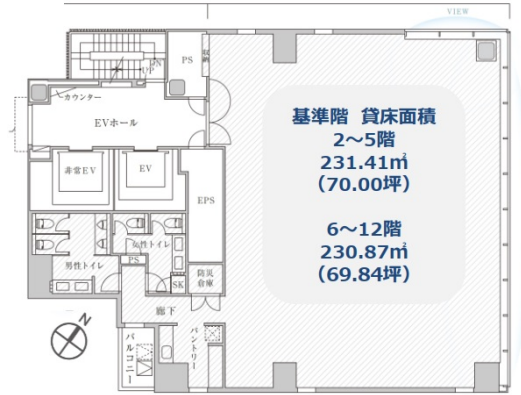 VIEW
DN
UP
PS
収納
カウンター
EVホール
基準階 貸床面積
2～5階
231.41㎡
（70.00坪）
6～12階
230.87㎡
（69.84坪）
非常EV
EV
EPS
女性トイレ
男性トイレ
PS
SK
防災
倉庫
廊下
パントリー
バルコニー
N